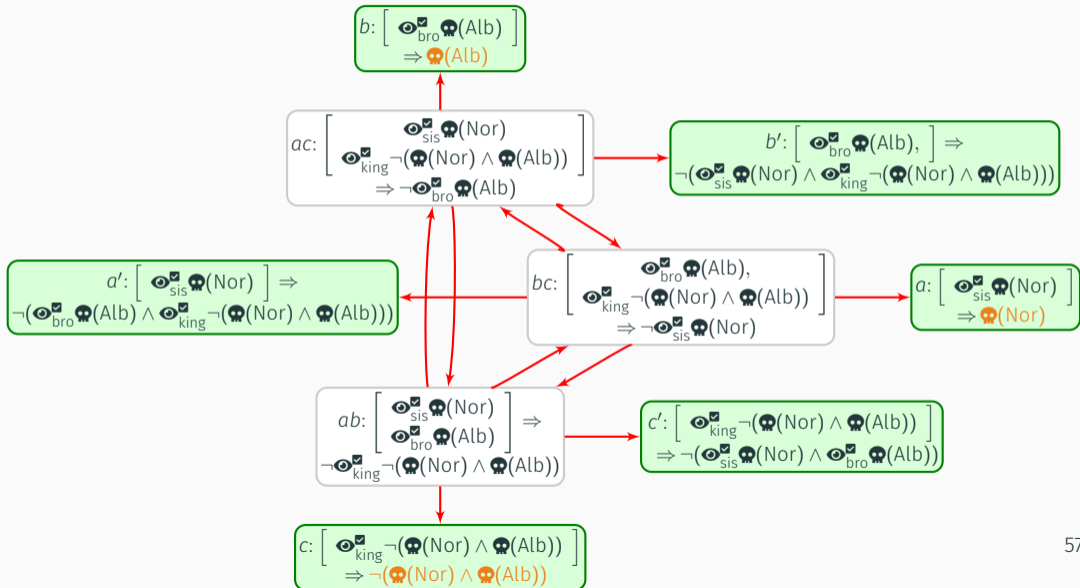 b: [ 👁☑bro 💀(Alb) ]
⇒ 💀(Alb)
ac: [ 👁☑sis 💀(Nor)
👁☑king ¬(💀(Nor) ∧ 💀(Alb)) ]
⇒ ¬👁☑bro 💀(Alb)
b′: [ 👁☑bro 💀(Alb), ] ⇒
¬(👁☑sis 💀(Nor) ∧ 👁☑king ¬(💀(Nor) ∧ 💀(Alb)))
a′: [ 👁☑sis 💀(Nor) ] ⇒
¬(👁☑bro 💀(Alb) ∧ 👁☑king ¬(💀(Nor) ∧ 💀(Alb)))
bc: [ 👁☑bro 💀(Alb),
👁☑king ¬(💀(Nor) ∧ 💀(Alb)) ]
⇒ ¬👁☑sis 💀(Nor)
a: [ 👁☑sis 💀(Nor) ]
⇒ 💀(Nor)
ab: [ 👁☑sis 💀(Nor)
👁☑bro 💀(Alb) ] ⇒
¬👁☑king ¬(💀(Nor) ∧ 💀(Alb))
c′: [ 👁☑king ¬(💀(Nor) ∧ 💀(Alb)) ]
⇒ ¬(👁☑sis 💀(Nor) ∧ 👁☑bro 💀(Alb))
c: [ 👁☑king ¬(💀(Nor) ∧ 💀(Alb)) ]
⇒ ¬(💀(Nor) ∧ 💀(Alb))
57